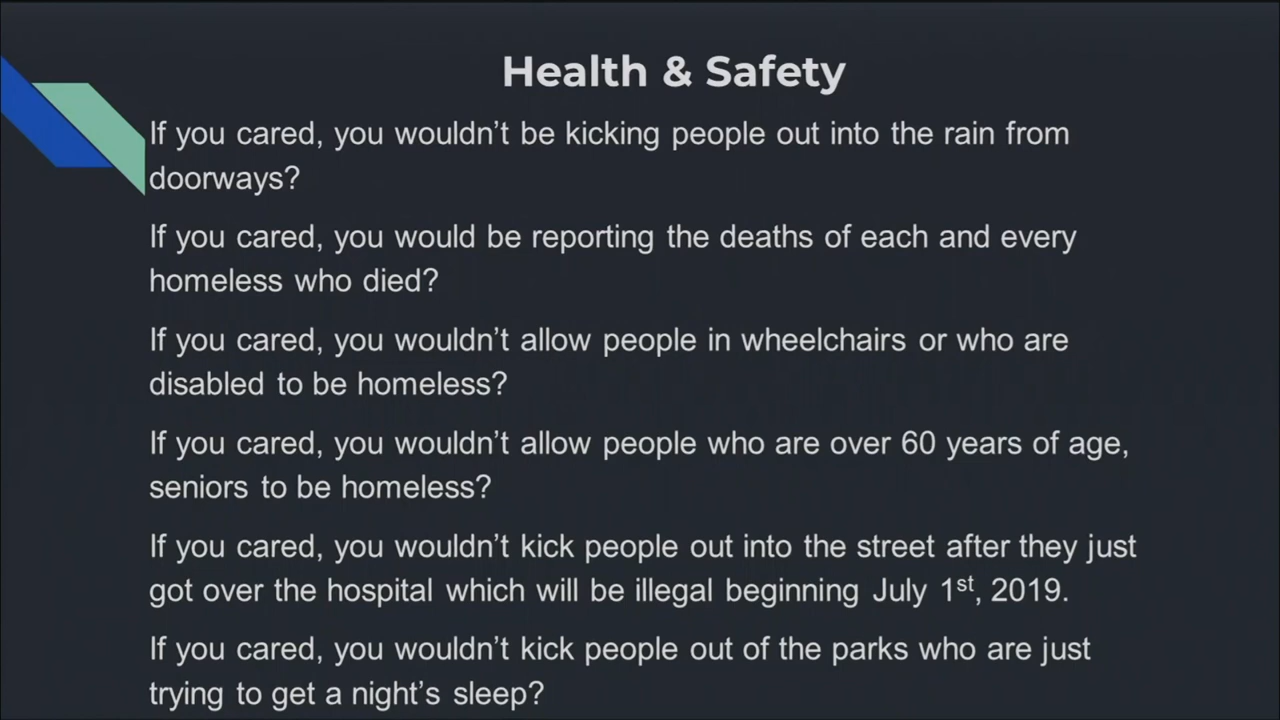 Health & Safety
If you cared, you wouldn’t be kicking people out into the rain from
doorways?
If you cared, you would be reporting the deaths of each and every
homeless who died?
If you cared, you wouldn’t allow people in wheelchairs or who are
disabled to be homeless?
If you cared, you wouldn’t allow people who are over 60 years of age,
seniors to be homeless?
If you cared, you wouldn’t kick people out into the street after they just
got over the hospital which will be illegal beginning July 1st, 2019.
If you cared, you wouldn’t kick people out of the parks who are just
trying to get a night’s sleep?